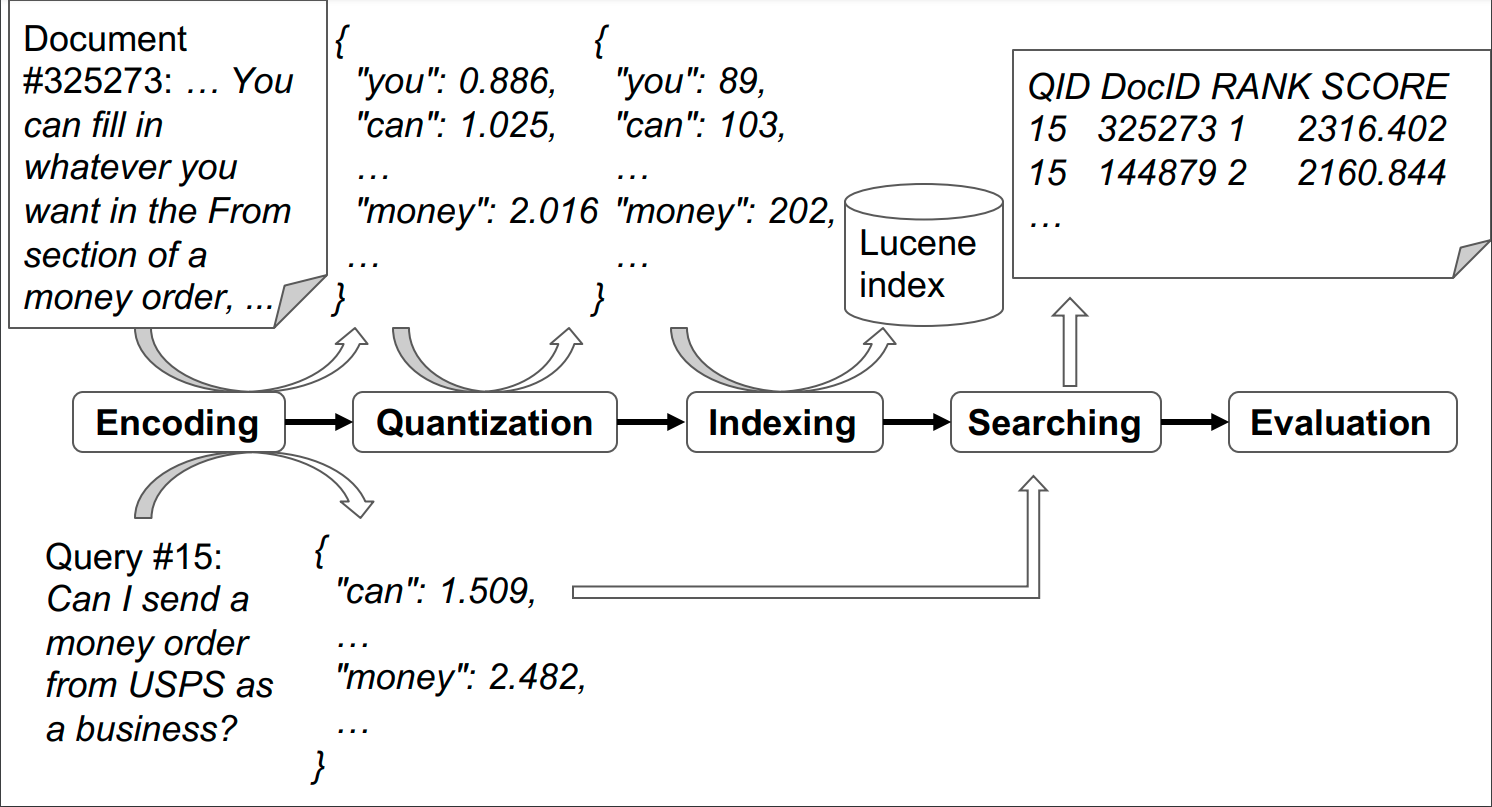 Document
#325273: … You
can fill in
whatever you
want in the From
section of a
money order, ...
{
"you": 0.886,
"can": 1.025,
…
"money": 2.016
…
}
{
"you": 89,
"can": 103,
…
"money": 202,
…
}
Lucene
index
QID DocID RANK SCORE
15 325273 1 2316.402
15 144879 2 2160.844
…
Encoding
Quantization
Indexing
Searching
Evaluation
Query #15:
Can I send a
money order
from USPS as
a business?
{
"can": 1.509,
…
"money": 2.482,
…
}